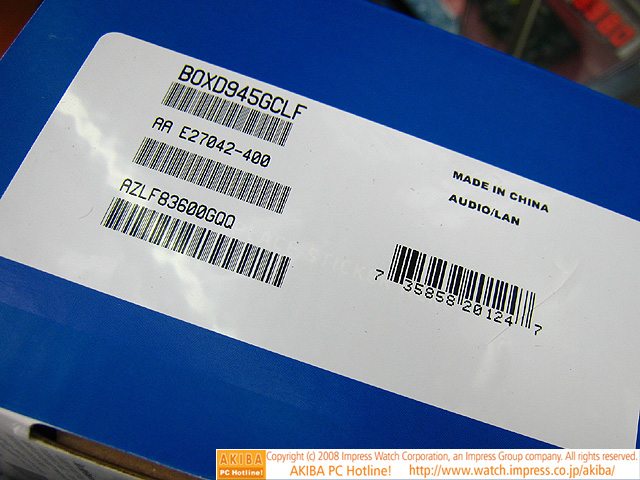 BOXD945GCLF
AA E27042-400
AZLF83600GQQ
MADE IN CHINA
AUDIO/LAN
7 35858 20124 7
AKIBA
PC Hotline!
Copyright (c) 2008 Impress Watch Corporation, an Impress Group company. All rights reserved.
AKIBA PC Hotline! http://www.watch.impress.co.jp/akiba/